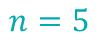 n = 5